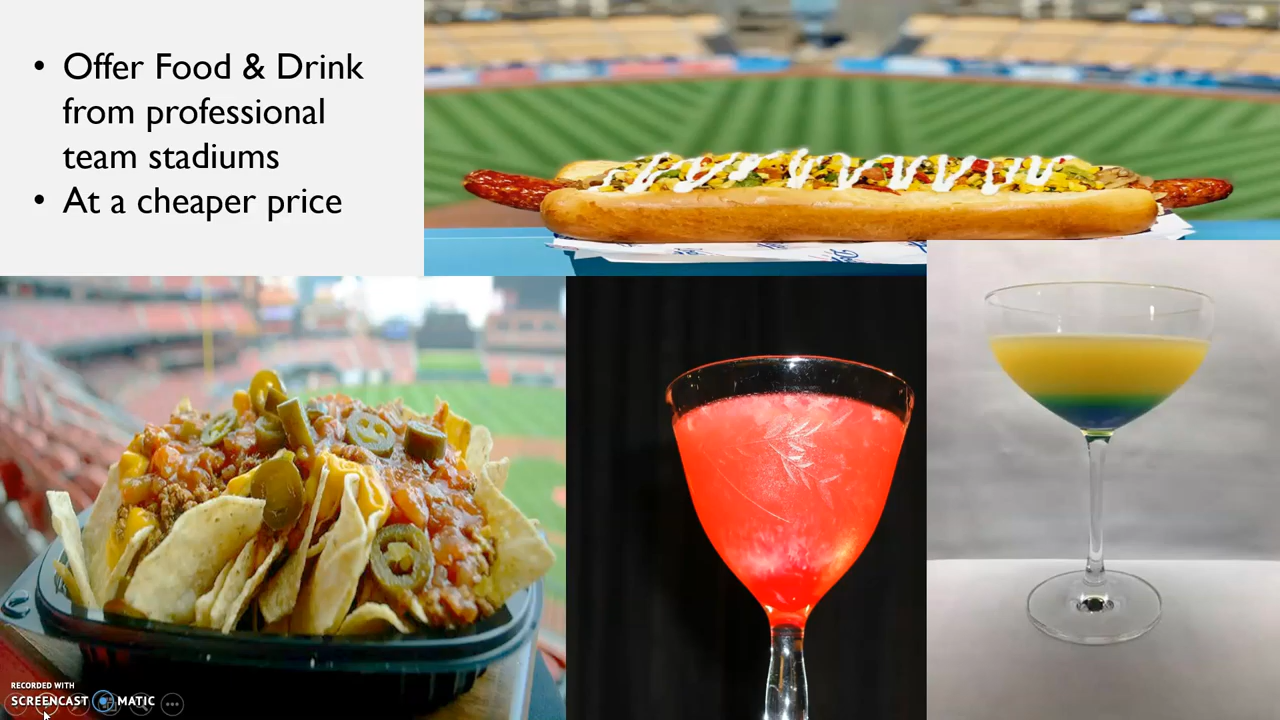 • Offer Food & Drink
from professional
team stadiums
• At a cheaper price
RECORDED WITH
SCREENCAST MATIC